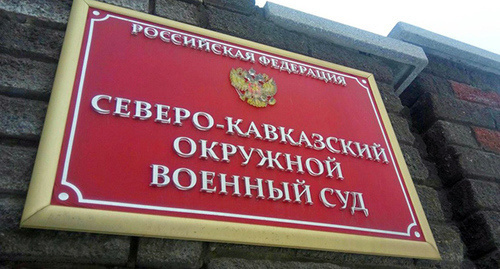 РОССИЙСКАЯ ФЕДЕРАЦИЯ
СЕВЕРО-КАВКАЗСКИЙ
ОКРУЖНОЙ
ВОЕННЫЙ СУД